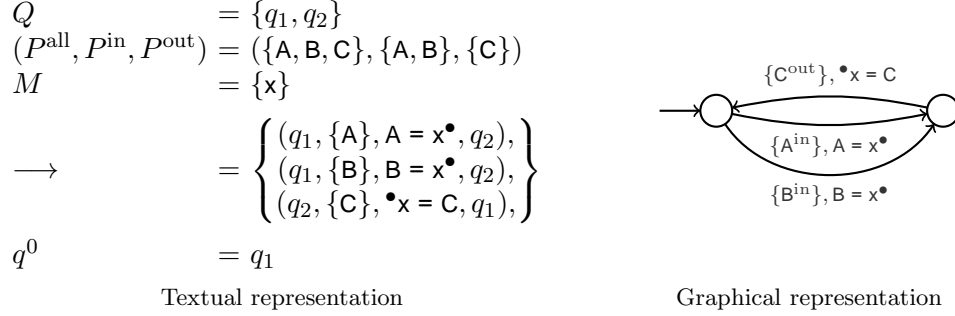 Q = {q₁, q₂}
(Pᵃˡˡ, Pⁱⁿ, Pᵒᵘᵗ) = ({A, B, C}, {A, B}, {C})
M = {x}
(q₁, {A}, A = x•, q₂),
⟶ = { (q₁, {B}, B = x•, q₂), }
(q₂, {C}, •x = C, q₁),
q⁰ = q₁
Textual representation
{Cᵒᵘᵗ}, •x = C
{Aⁱⁿ}, A = x•
{Bⁱⁿ}, B = x•
Graphical representation